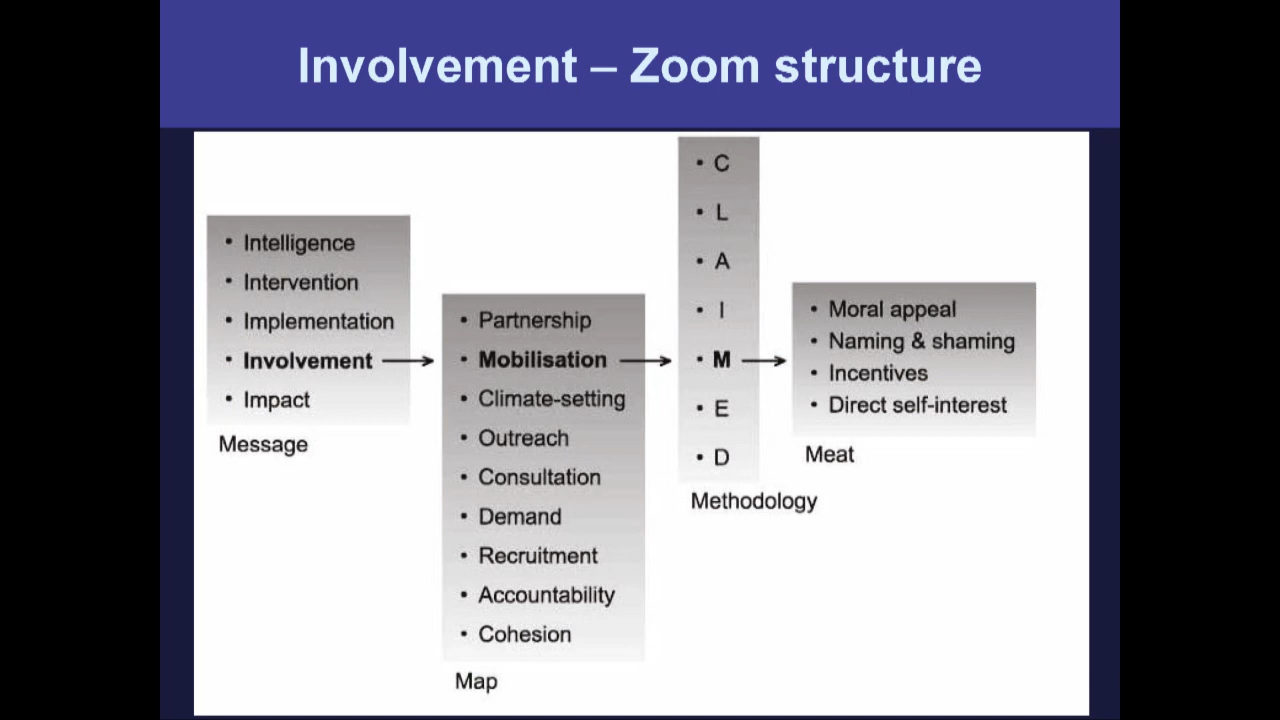 Involvement – Zoom structure
• Intelligence
• Intervention
• Implementation
• Involvement
• Impact
Message
• Partnership
• Mobilisation
• Climate-setting
• Outreach
• Consultation
• Demand
• Recruitment
• Accountability
• Cohesion
Map
• C
• L
• A
• I
• M
• E
• D
Methodology
• Moral appeal
• Naming & shaming
• Incentives
• Direct self-interest
Meat